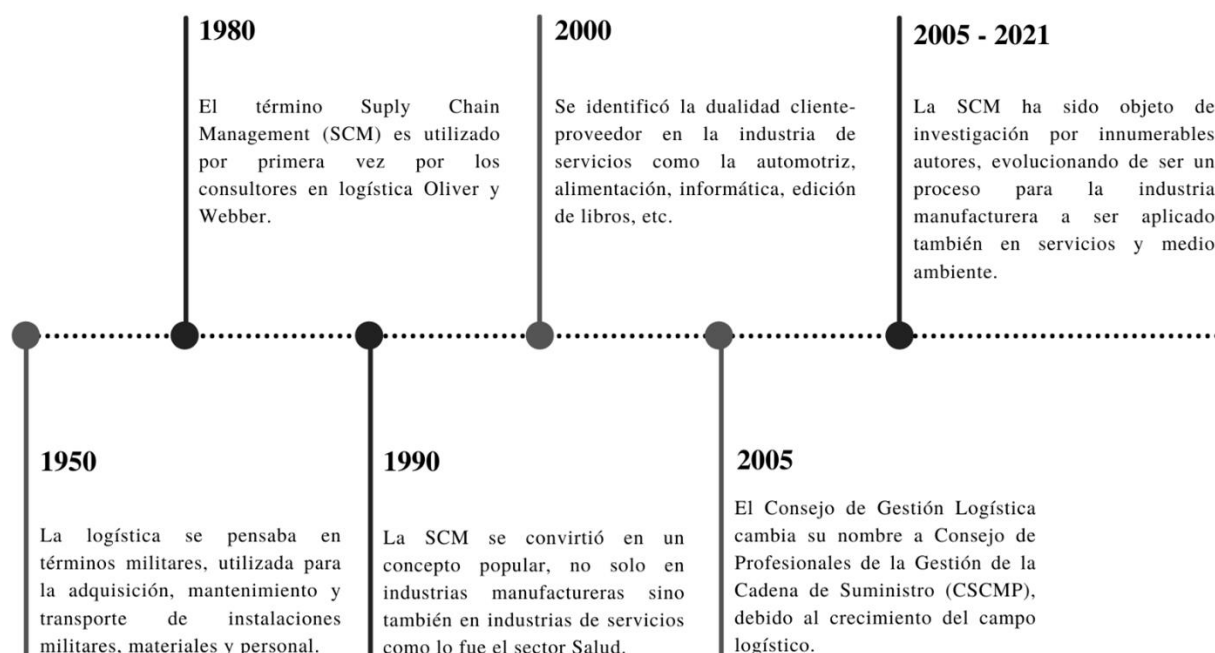 1980
El término Suply Chain
Management (SCM) es utilizado
por primera vez por los
consultores en logística Oliver y
Webber.
2000
Se identificó la dualidad cliente-
proveedor en la industria de
servicios como la automotriz,
alimentación, informática, edición
de libros, etc.
2005 - 2021
La SCM ha sido objeto de
investigación por innumerables
autores, evolucionando de ser un
proceso para la industria
manufacturera a ser aplicado
también en servicios y medio
ambiente.
1950
La logística se pensaba en
términos militares, utilizada para
la adquisición, mantenimiento y
transporte de instalaciones
militares, materiales y personal.
1990
La SCM se convirtió en un
concepto popular, no solo en
industrias manufactureras sino
también en industrias de servicios
como lo fue el sector Salud.
2005
El Consejo de Gestión Logística
cambia su nombre a Consejo de
Profesionales de la Gestión de la
Cadena de Suministro (CSCMP),
debido al crecimiento del campo
logístico.